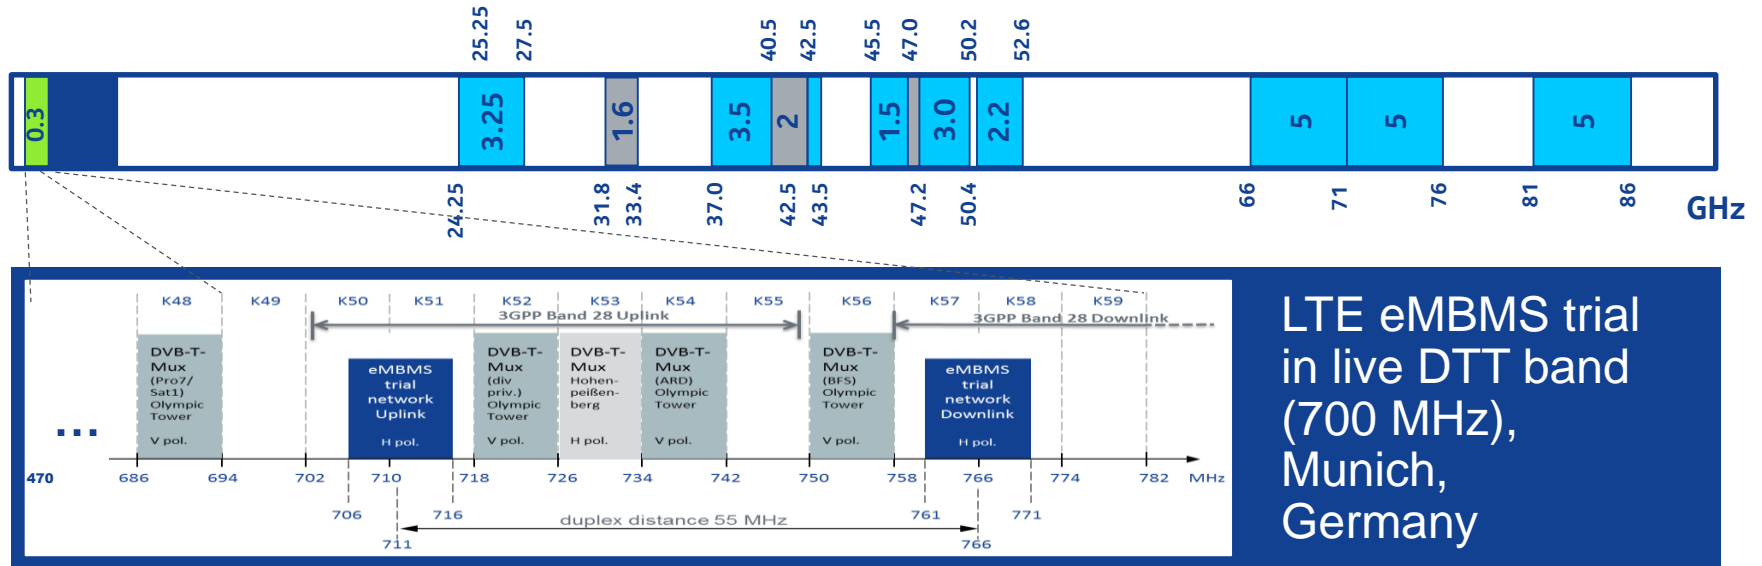 25.25
27.5
40.5
42.5
45.5
47.0
50.2
52.6
0.3
3.25
1.6
3.5
2
1.5
3.0
2.2
5
5
5
24.25
31.8
33.4
37.0
42.5
43.5
47.2
50.4
66
71
76
81
86
GHz
K48
K49
K50
K51
K52
K53
K54
K55
K56
K57
K58
K59
3GPP Band 28 Uplink
3GPP Band 28 Downlink
DVB-T-
Mux
(Pro7/
Sat1)
Olympic
Tower
V pol.
eMBMS
trial
network
Uplink
H pol.
DVB-T-
Mux
(div
priv.)
Olympic
Tower
V pol.
DVB-T-
Mux
Hohen-
peißen-
berg
H pol.
DVB-T-
Mux
(ARD)
Olympic
Tower
V pol.
DVB-T-
Mux
(BFS)
Olympic
Tower
V pol.
eMBMS
trial
network
Downlink
H pol.
...
470
686
694
702
710
718
726
734
742
750
758
766
774
782
MHz
706
716
761
771
duplex distance 55 MHz
711
766
LTE eMBMS trial
in live DTT band
(700 MHz),
Munich,
Germany